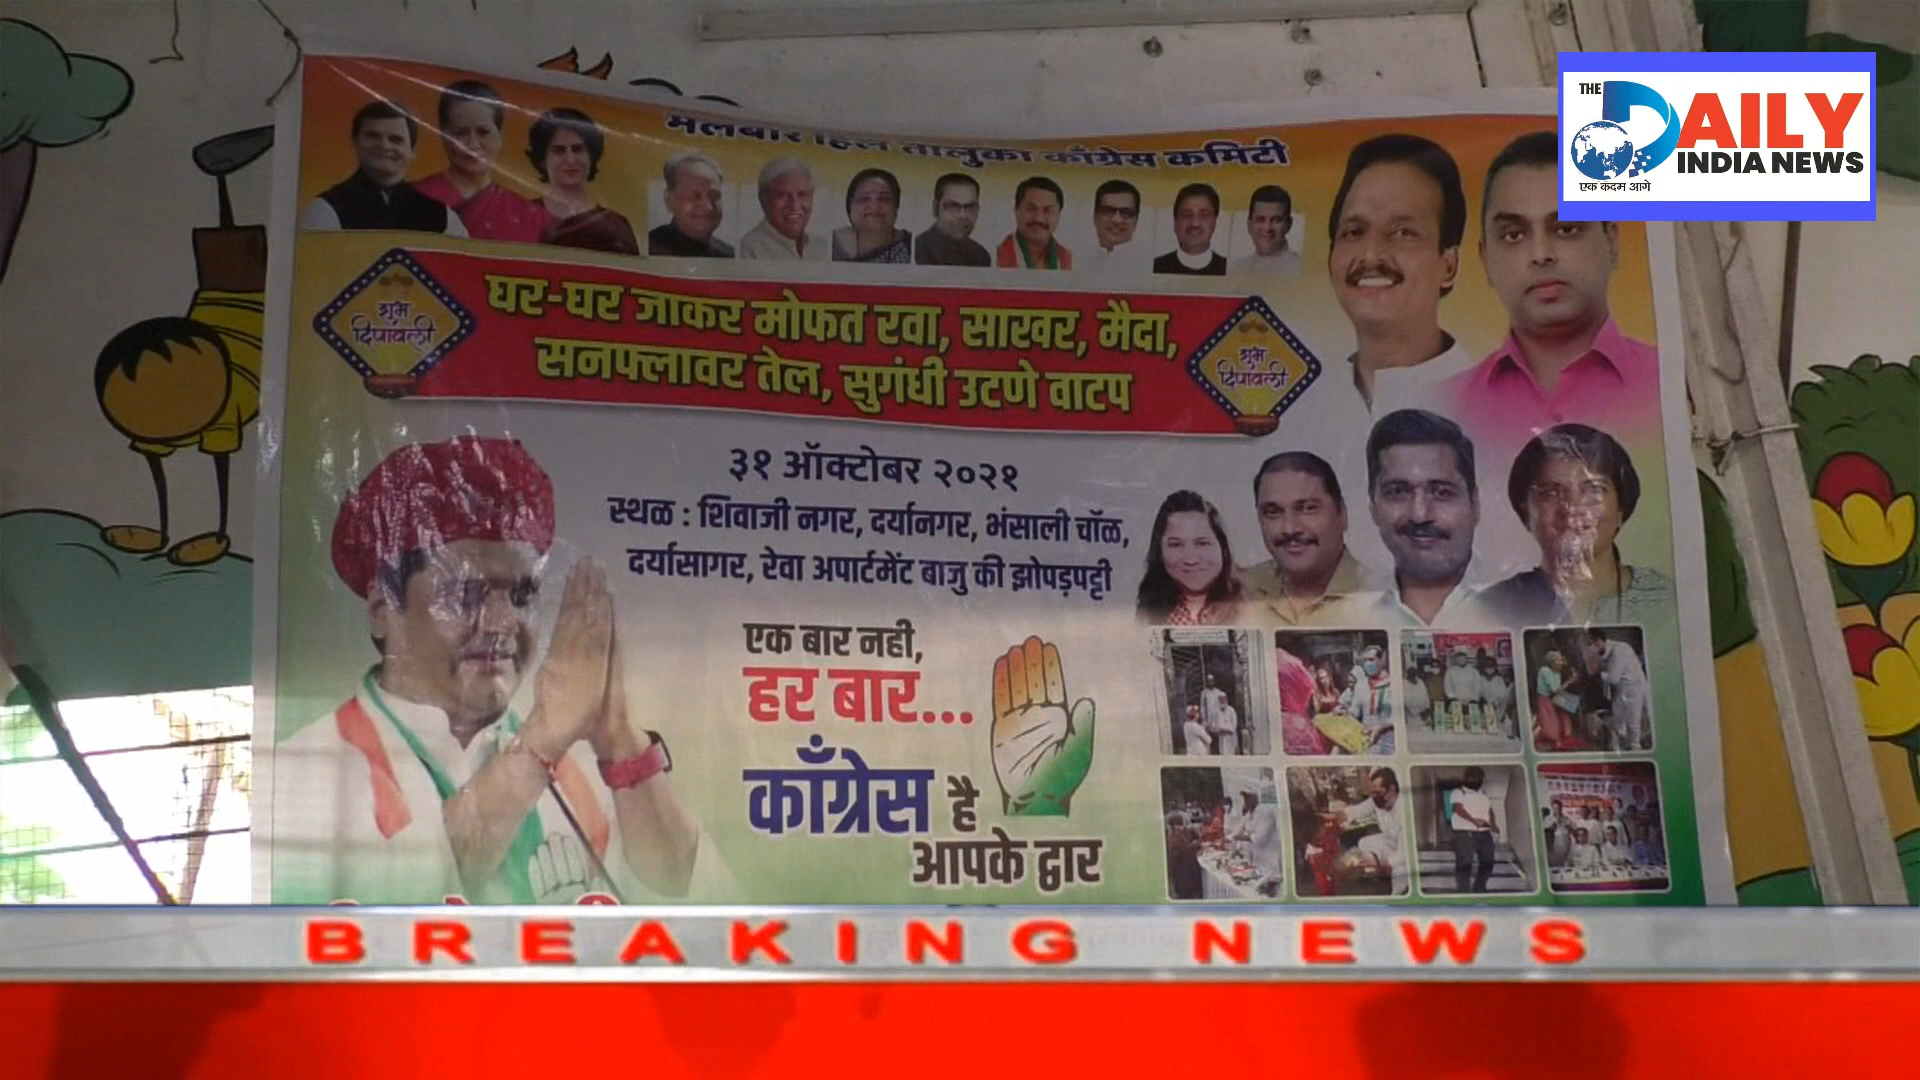 THE DAILY
INDIA NEWS
एक कदम आगे
मलबार हिल तालुका काँग्रेस कमिटी
शुभ
दिपावली
घर-घर जाकर मोफत रवा, साखर, मैदा,
सनफ्लावर तेल, सुगंधी उटणे वाटप
शुभ
दिपावली
३१ ऑक्टोबर २०२१
स्थळ : शिवाजी नगर, दर्यानगर, भंसाली चॉळ,
दर्यासागर, रेवा अपार्टमेंट बाजु की झोपड़पट्टी
एक बार नही,
हर बार...
काँग्रेस है
आपके द्वार
BREAKING NEWS